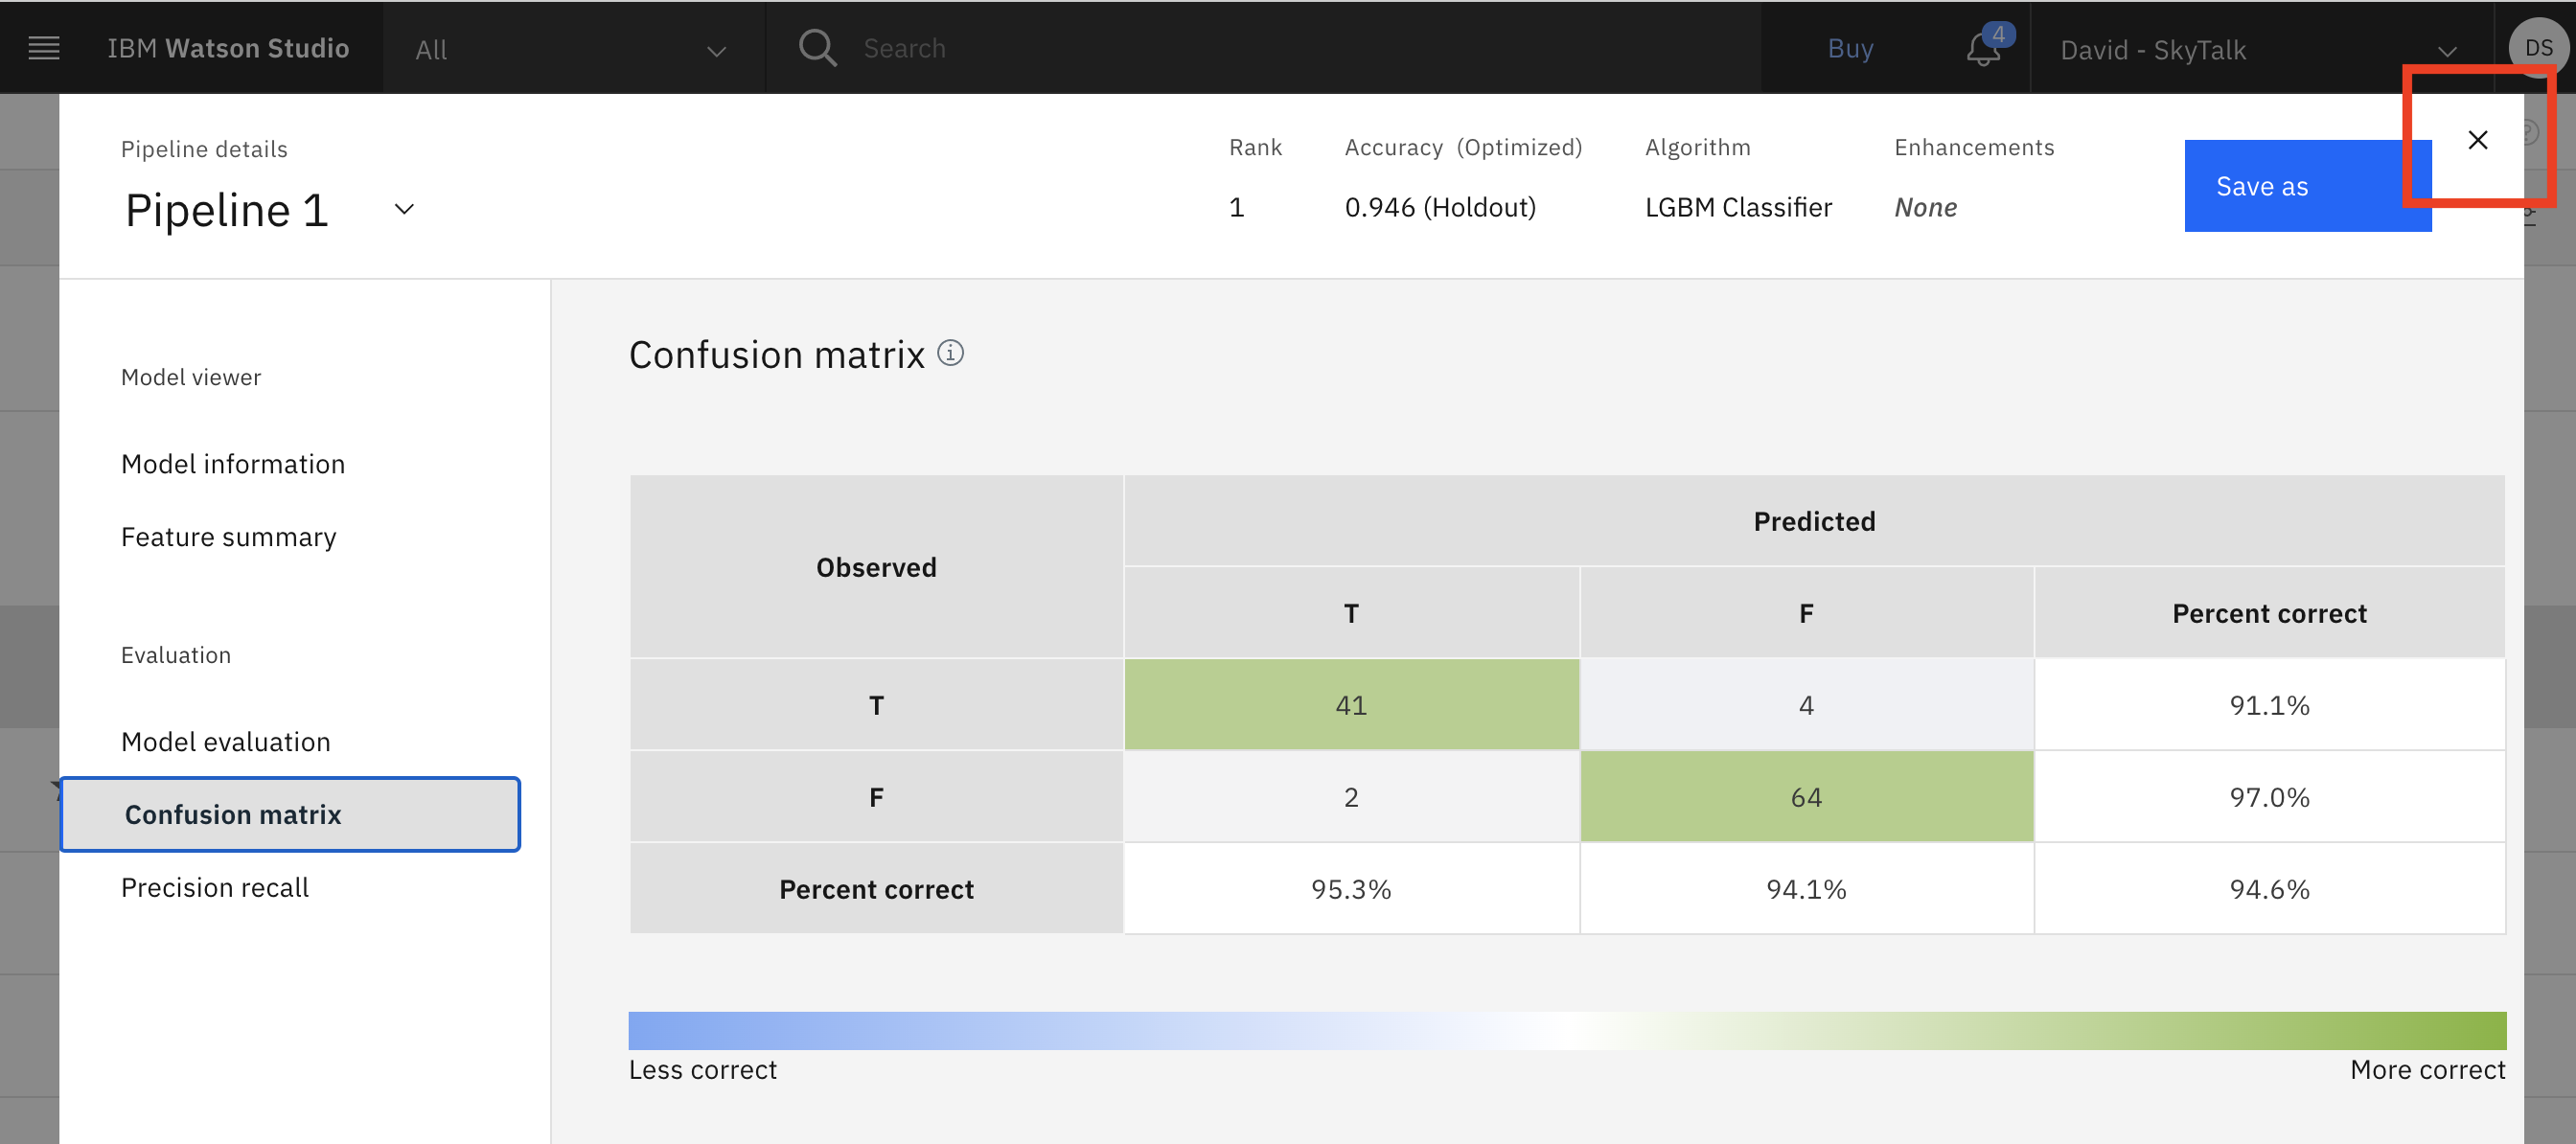 IBM Watson Studio
All
Search
Buy
4
David - SkyTalk
DS
Pipeline details
Pipeline 1
Rank
1
Accuracy (Optimized)
0.946 (Holdout)
Algorithm
LGBM Classifier
Enhancements
None
Save as
Model viewer
Model information
Feature summary
Evaluation
Model evaluation
Confusion matrix
Precision recall
Confusion matrix
Observed
Predicted
T F Percent correct
T 41 4 91.1%
F 2 64 97.0%
Percent correct 95.3% 94.1% 94.6%
Less correct
More correct